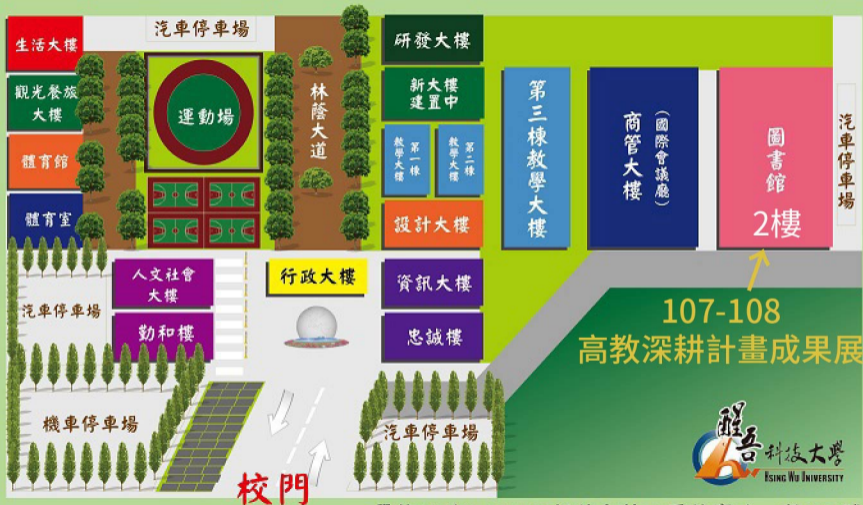 汽車停車場
生活大樓
觀光餐旅
大樓
體育館
體育室
運動場
林蔭大道
研發大樓
新大樓
建置中
第一棟
教學大樓
第二棟
教學大樓
設計大樓
第三棟教學大樓
商管大樓
(國際會議廳)
圖書館
2樓
汽車停車場
107-108
高教深耕計畫成果展
人文社會
大樓
勤和樓
行政大樓
資訊大樓
忠誠樓
汽車停車場
機車停車場
汽車停車場
校門
醒吾科技大學
HSING WU UNIVERSITY